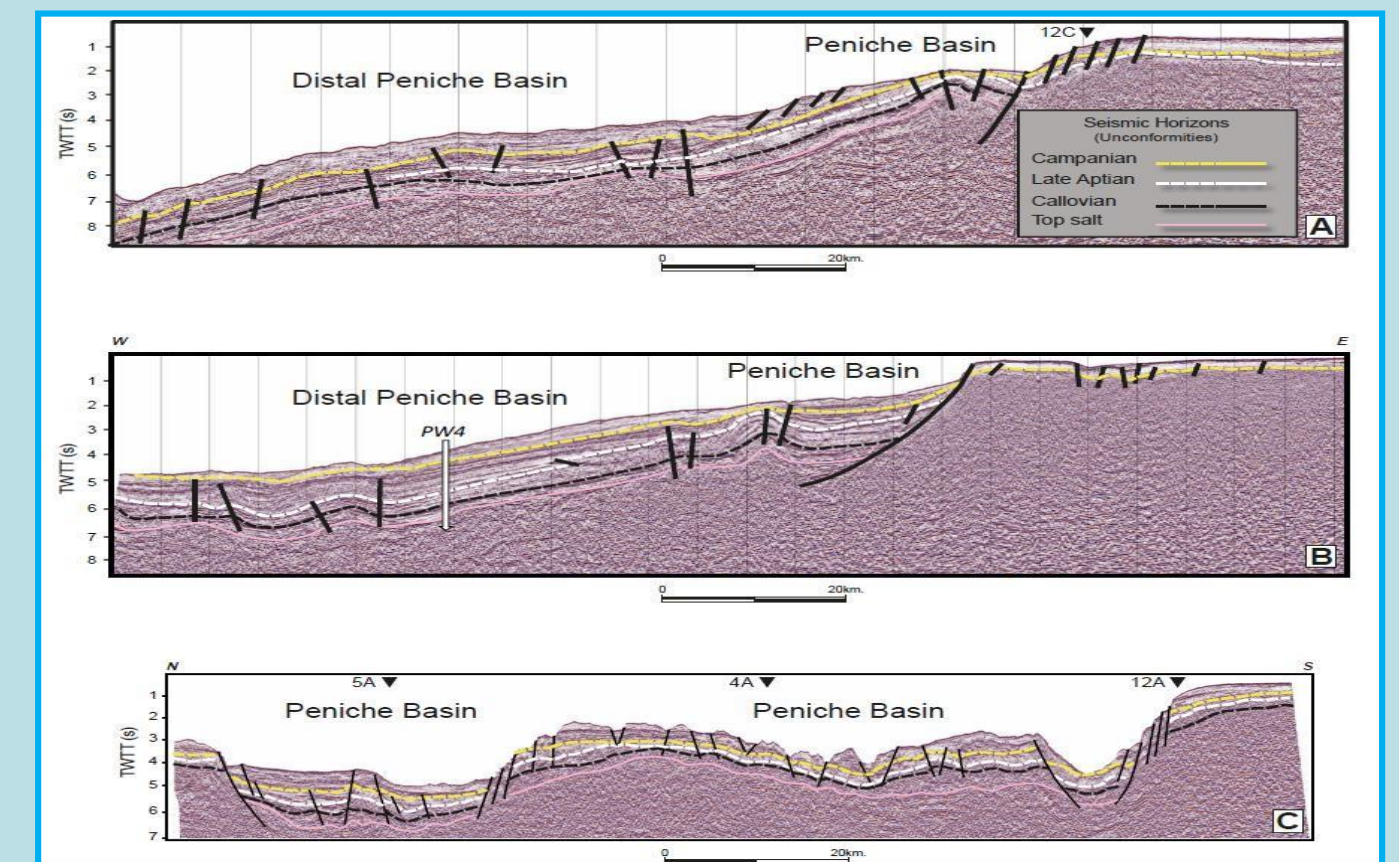 12C
Peniche Basin
Distal Peniche Basin
TWTT (s)
1
2
3
4
5
6
7
8
Seismic Horizons
(Unconformities)
Campanian
Late Aptian
Callovian
Top salt
A
0 20km.
W E
Peniche Basin
Distal Peniche Basin
PW4
TWTT (s)
1
2
3
4
5
6
7
8
B
0 20km.
N S
5A 4A 12A
Peniche Basin Peniche Basin
TWTT (s)
1
2
3
4
5
6
7
C
0 20km.